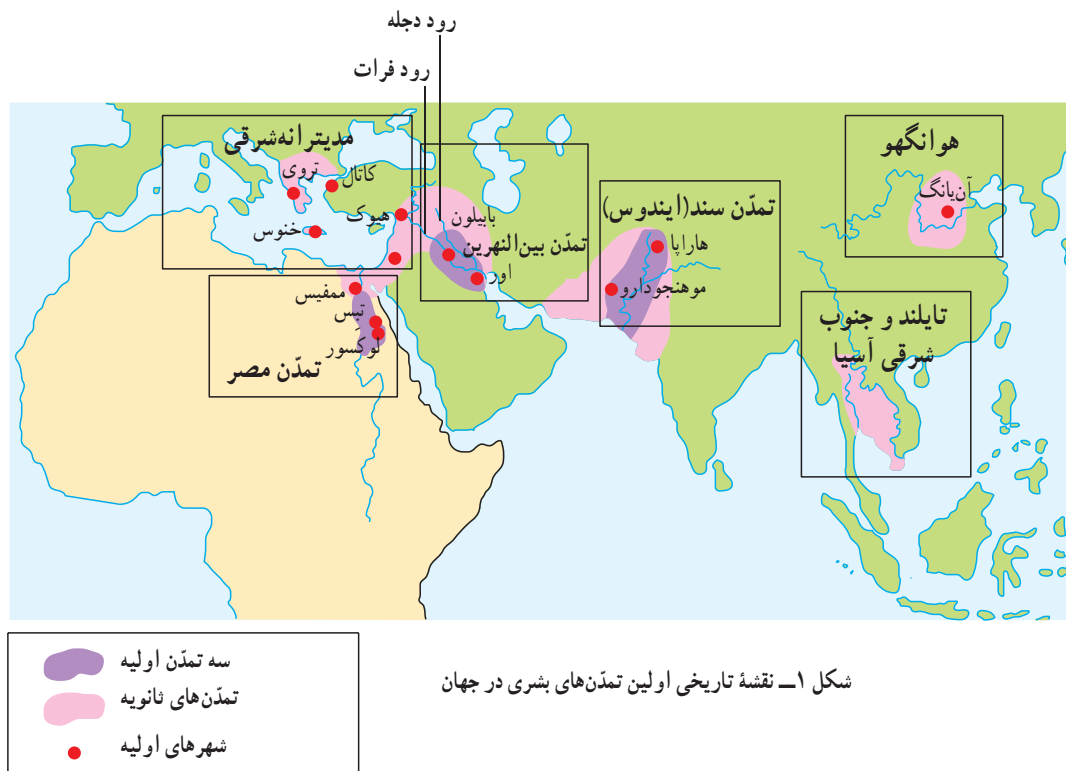 رود دجله
رود فرات
مدیترانه‌شرقی
تروی
کاتال
هیوک
خنوس
بابیلون
تمدّن بین‌النهرین
اور
تمدّن سند(ایندوس)
هاراپا
موهنجودارو
هوانگهو
آن‌یانگ
تایلند و جنوب
شرقی آسیا
ممفیس
تبس
لوکسور
تمدّن مصر
سه تمدّن اولیه
تمدّن‌های ثانویه
شهرهای اولیه
شکل ۱ــ نقشهٔ تاریخی اولین تمدّن‌های بشری در جهان